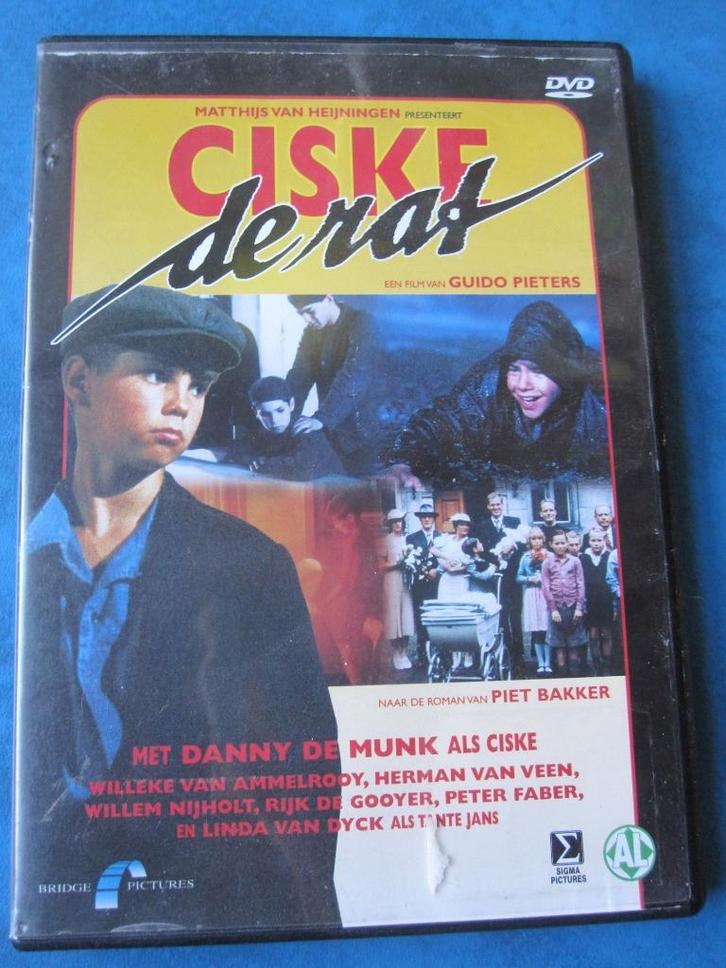 DVD
MATTHIJS VAN HEIJNINGEN PRESENTEERT
CISKE
de rat
EEN FILM VAN GUIDO PIETERS
NAAR DE ROMAN VAN PIET BAKKER
MET DANNY DE MUNK ALS CISKE
WILLEKE VAN AMMELROOY, HERMAN VAN VEEN,
WILLEM NIJHOLT, RIJK DE GOOYER, PETER FABER,
EN LINDA VAN DYCK ALS TANTE JANS
Σ
SIGMA
PICTURES
AL
BRIDGE PICTURES